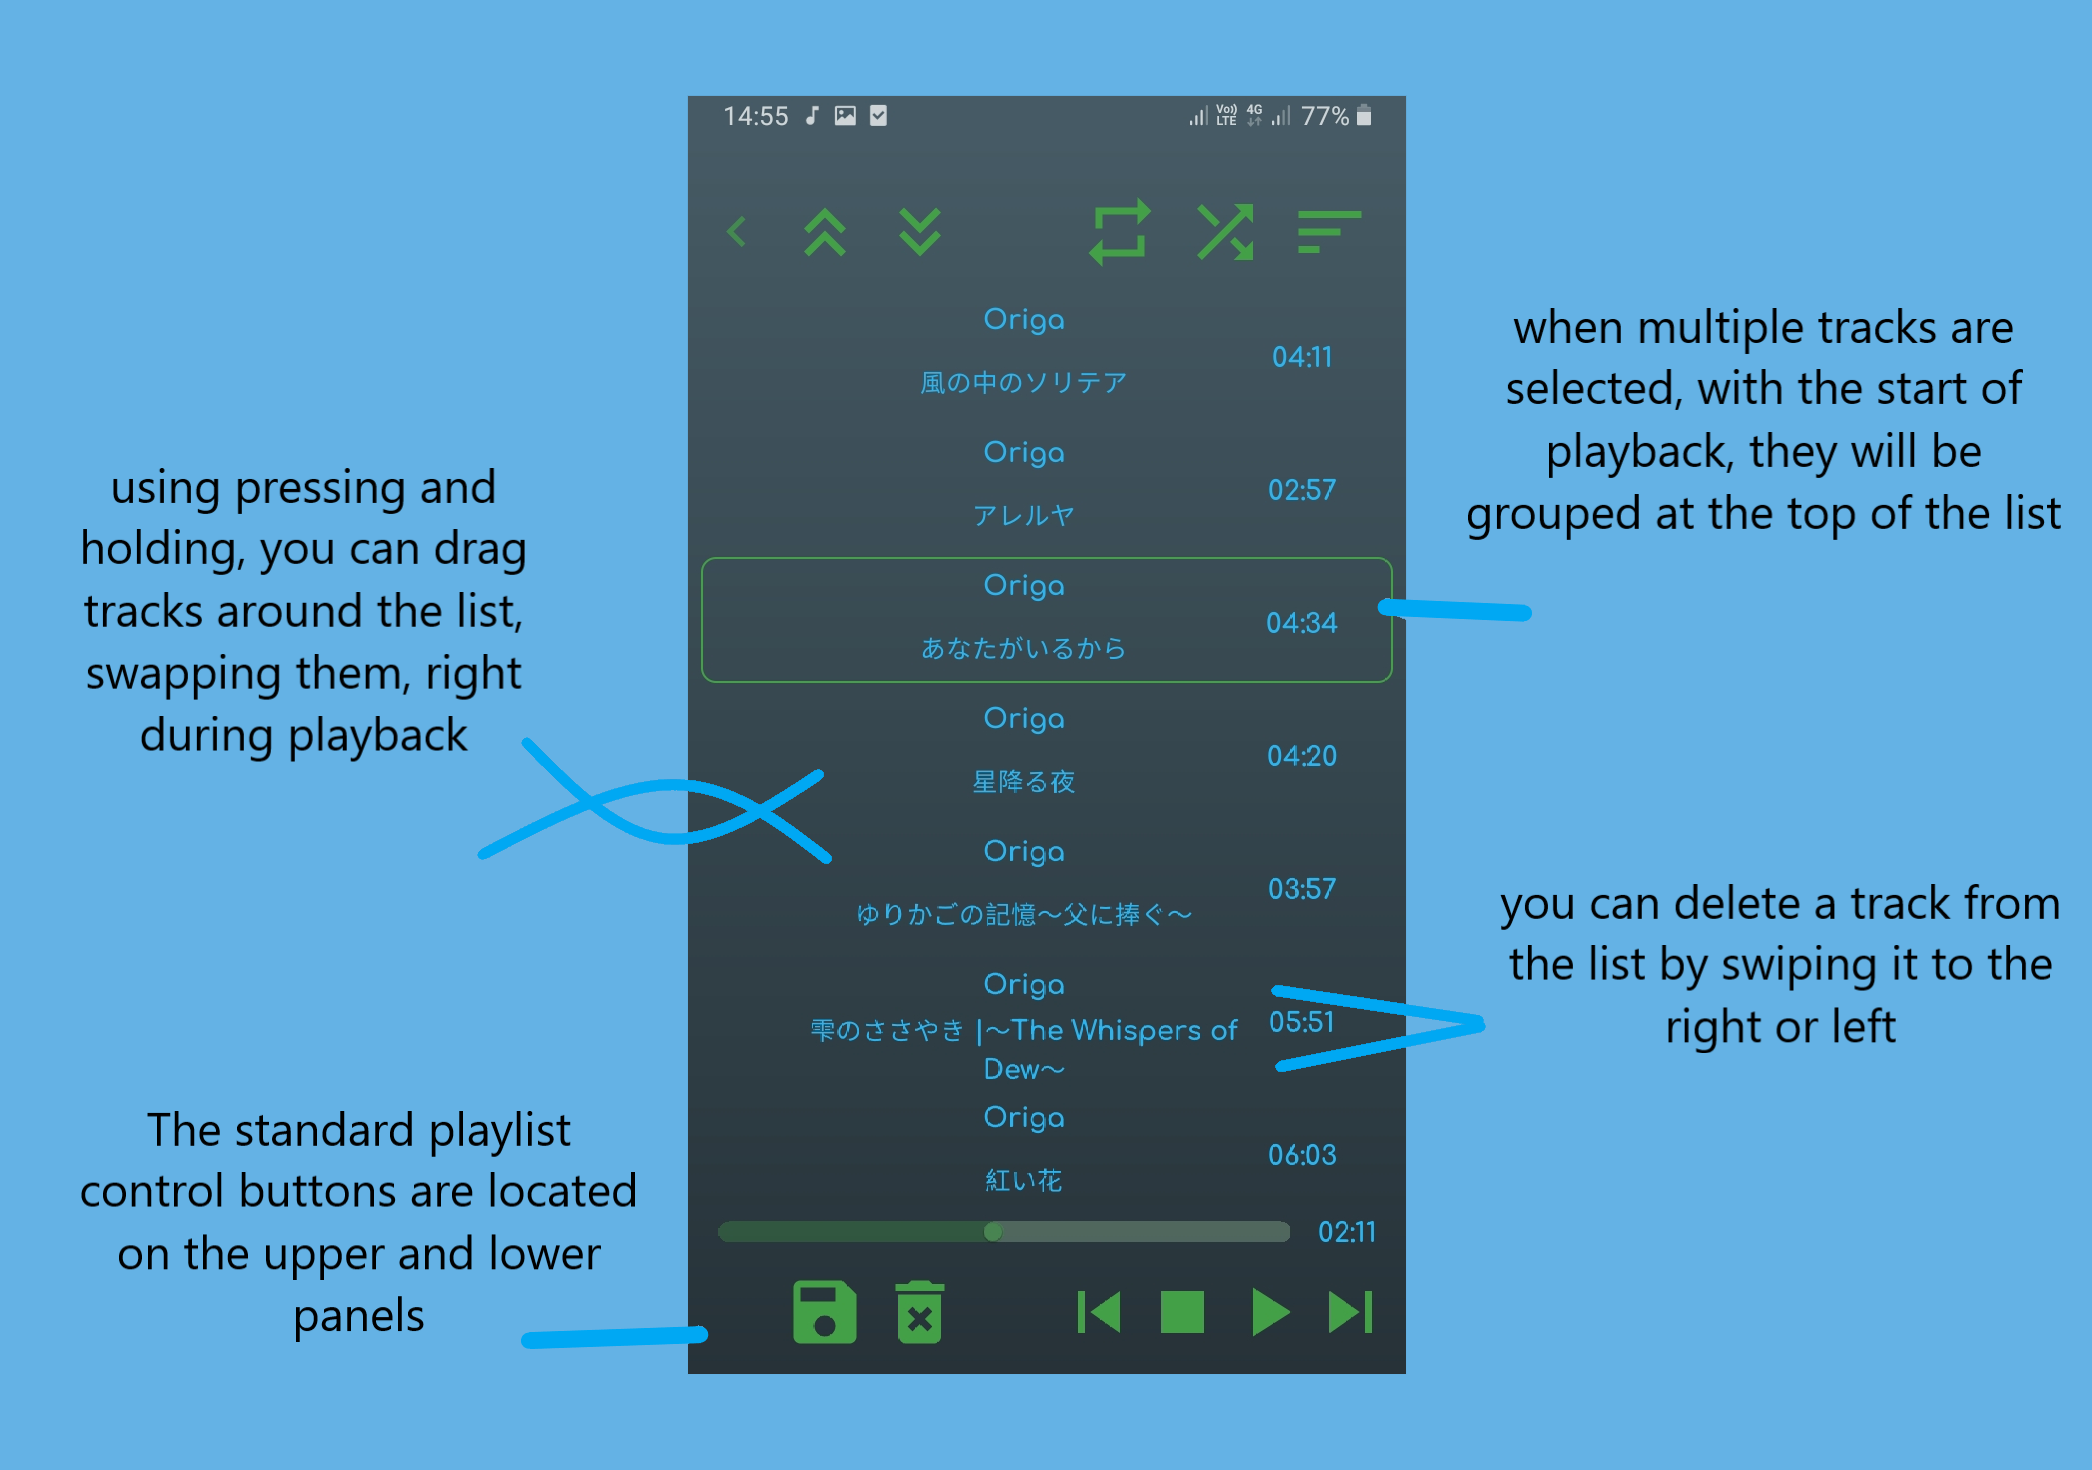 14:55
Vo)) LTE 4G 77%
Origa
風の中のソリテア
04:11
Origa
アレルヤ
02:57
Origa
あなたがいるから
04:34
Origa
星降る夜
04:20
Origa
ゆりかごの記憶〜父に捧ぐ〜
03:57
Origa
雫のささやき |〜The Whispers of
Dew〜
05:51
Origa
紅い花
06:03
02:11
using pressing and
holding, you can drag
tracks around the list,
swapping them, right
during playback
The standard playlist
control buttons are located
on the upper and lower
panels
when multiple tracks are
selected, with the start of
playback, they will be
grouped at the top of the list
you can delete a track from
the list by swiping it to the
right or left